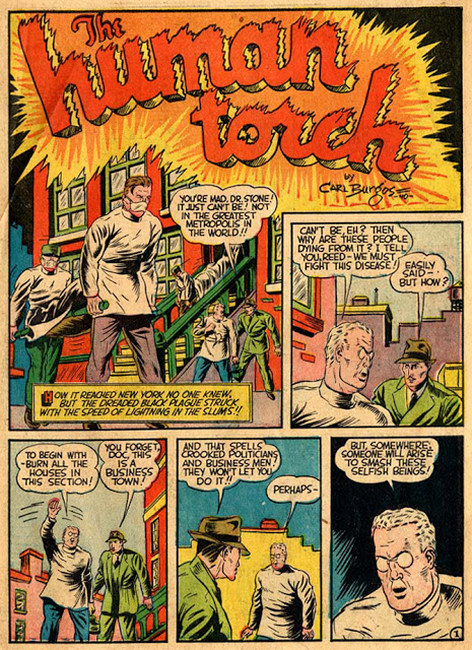 The
human
torch
by
CARL BURGOS
YOU'RE MAD, DR. STONE!
IT JUST CAN'T BE! NOT
IN THE GREATEST
METROPOLIS IN
THE WORLD!!
HOW IT REACHED NEW YORK NO ONE KNEW,
BUT THE DREADED BLACK PLAGUE STRUCK
WITH THE SPEED OF LIGHTNING IN THE SLUMS!!
CAN'T BE, EH? THEN
WHY ARE THESE PEOPLE
DYING FROM IT? I TELL
YOU, REED - WE MUST
FIGHT THIS DISEASE!
EASILY
SAID -
BUT HOW?
TO BEGIN WITH
- BURN ALL THE
HOUSES IN
THIS SECTION!
YOU FORGET,
DOC, THIS
IS A
BUSINESS
TOWN!
AND THAT SPELLS
CROOKED POLITICIANS
AND BUSINESS MEN!
THEY WON'T LET YOU
DO IT!
PERHAPS -
BUT, SOMEWHERE,
SOMEONE WILL ARISE
TO SMASH THESE
SELFISH BEINGS!
1